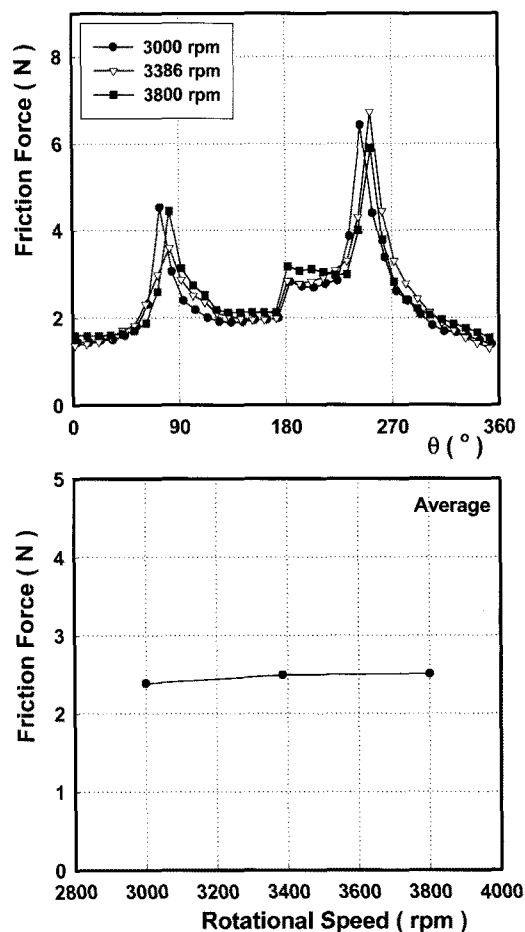 Friction Force ( N )
8
6
4
2
0
3000 rpm
3386 rpm
3800 rpm
0 90 180 270 360
θ ( ° )
Friction Force ( N )
5
4
3
2
1
0
Average
2800 3000 3200 3400 3600 3800 4000
Rotational Speed ( rpm )